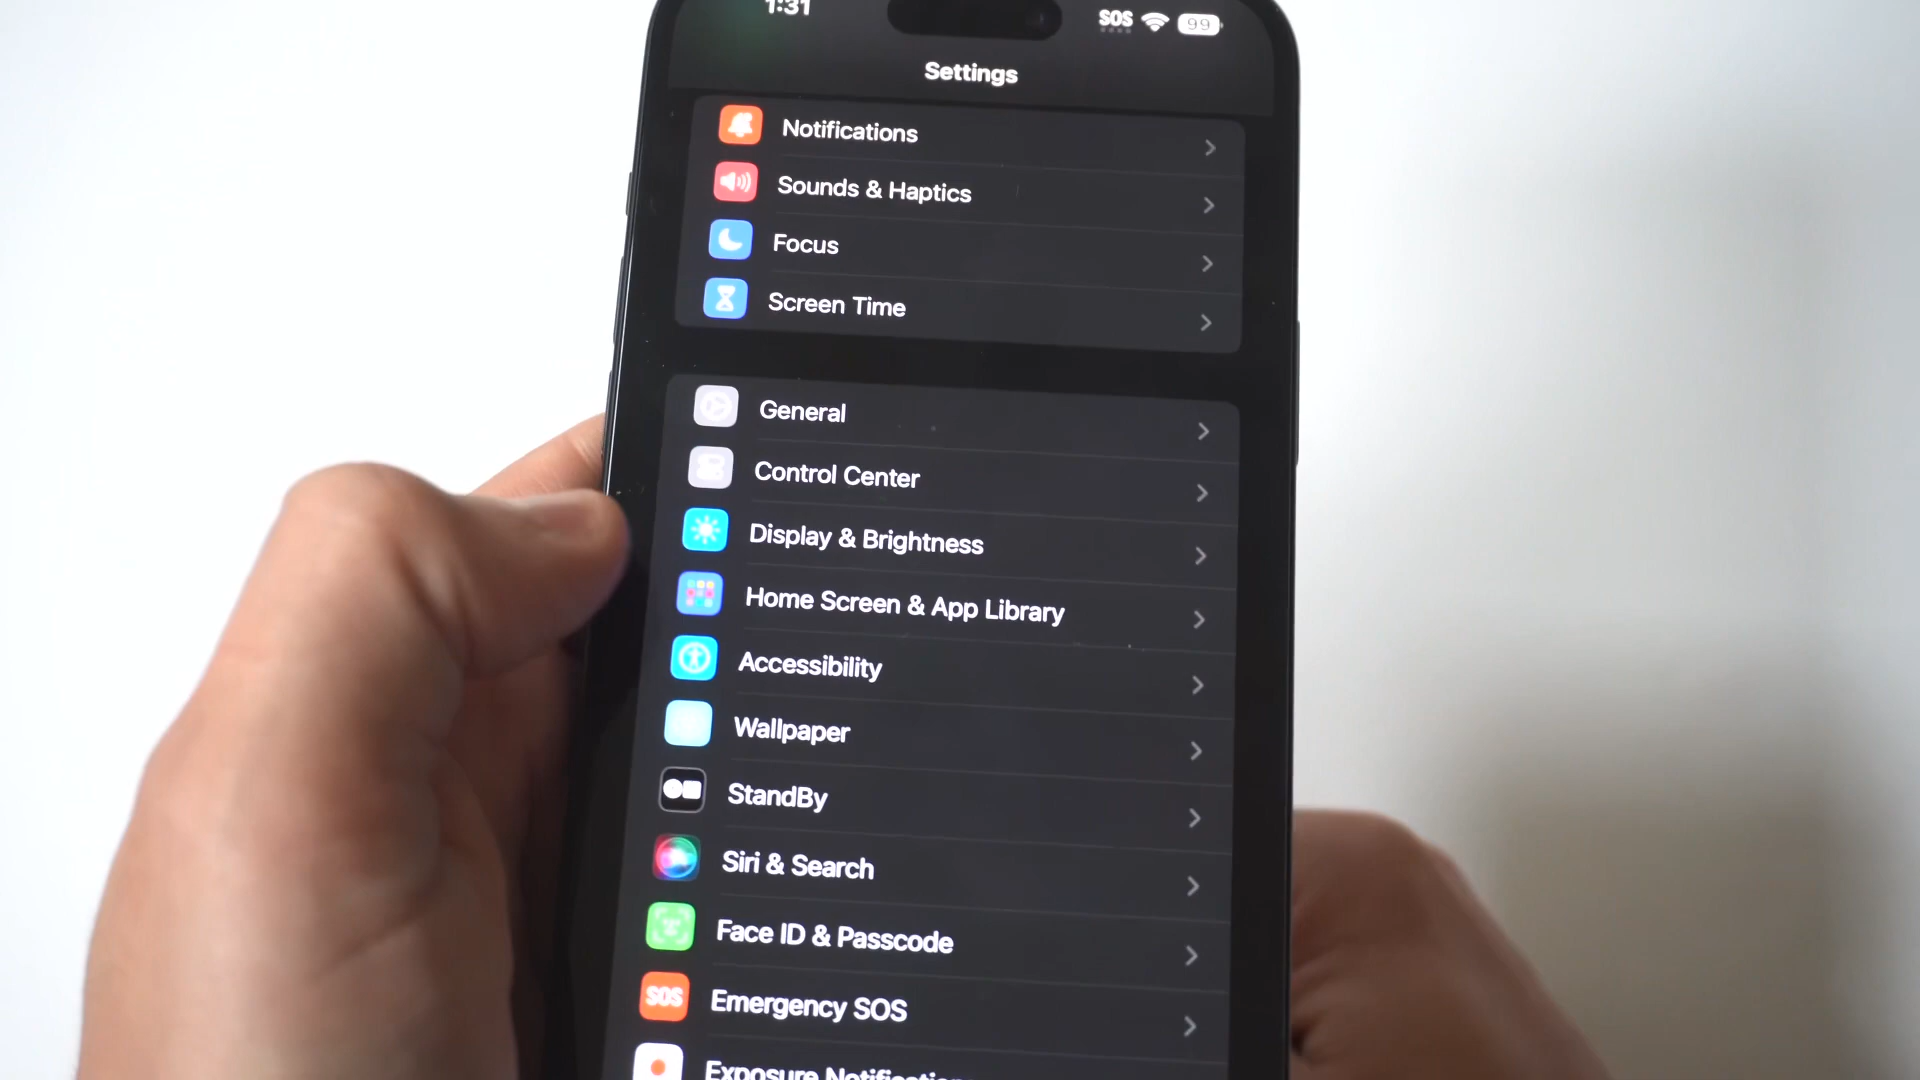 1:31
SOS
99
Settings
Notifications
Sounds & Haptics
Focus
Screen Time
General
Control Center
Display & Brightness
Home Screen & App Library
Accessibility
Wallpaper
StandBy
Siri & Search
Face ID & Passcode
SOS
Emergency SOS
Exposure